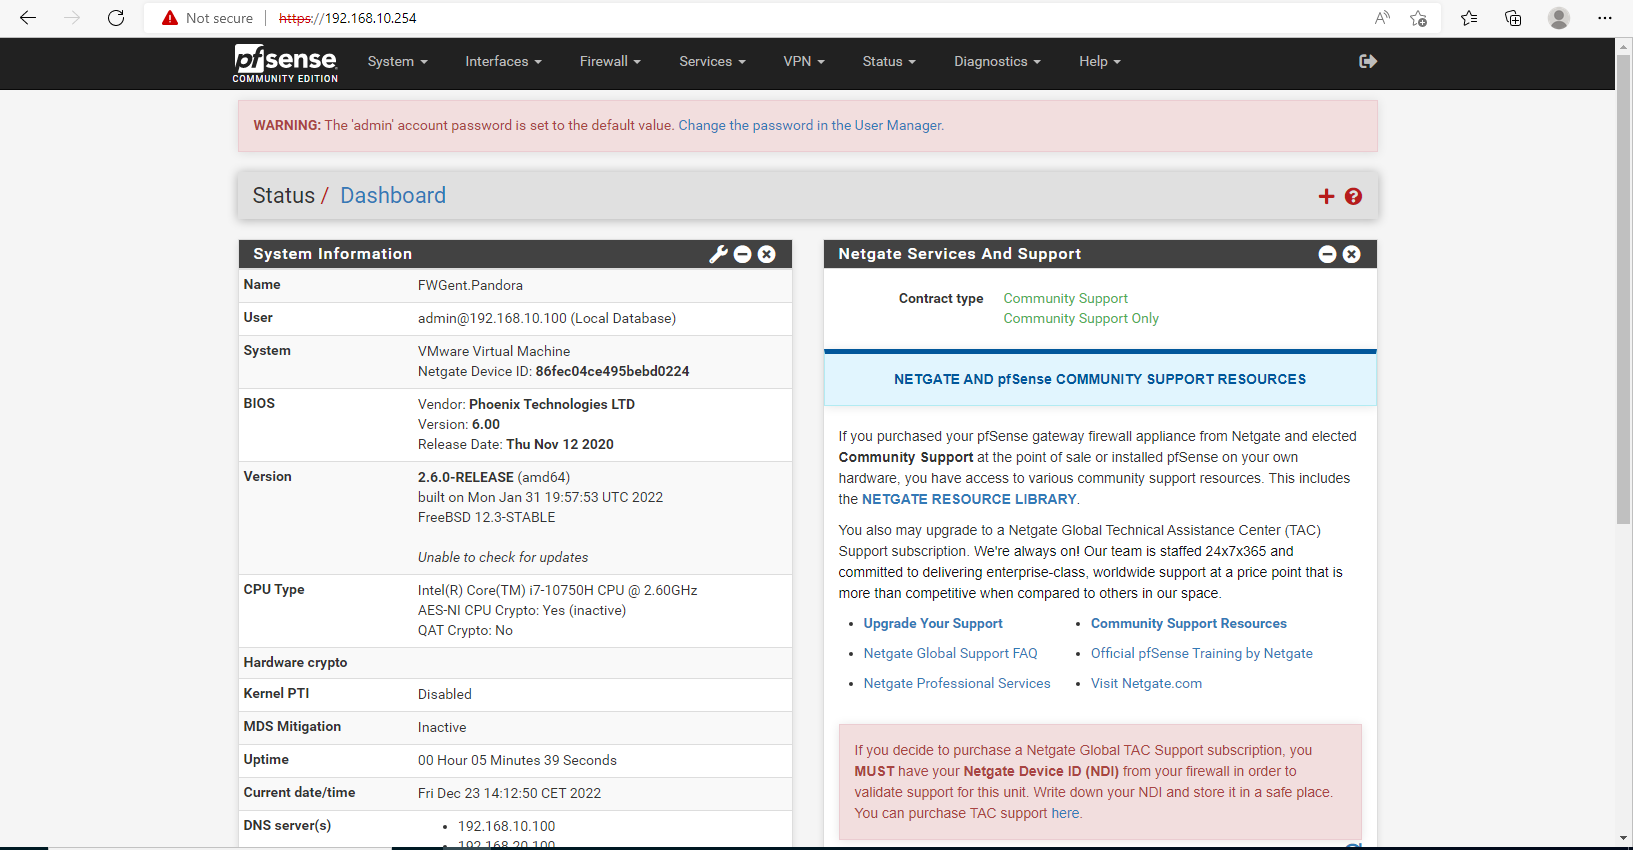 Not secure
https://192.168.10.254
pfsense
COMMUNITY EDITION
System
Interfaces
Firewall
Services
VPN
Status
Diagnostics
Help
WARNING: The 'admin' account password is set to the default value. Change the password in the User Manager.
Status / Dashboard
System Information
Name
FWGent.Pandora
User
admin@192.168.10.100 (Local Database)
System
VMware Virtual Machine
Netgate Device ID: 86fec04ce495bebd0224
BIOS
Vendor: Phoenix Technologies LTD
Version: 6.00
Release Date: Thu Nov 12 2020
Version
2.6.0-RELEASE (amd64)
built on Mon Jan 31 19:57:53 UTC 2022
FreeBSD 12.3-STABLE
Unable to check for updates
CPU Type
Intel(R) Core(TM) i7-10750H CPU @ 2.60GHz
AES-NI CPU Crypto: Yes (inactive)
QAT Crypto: No
Hardware crypto
Kernel PTI
Disabled
MDS Mitigation
Inactive
Uptime
00 Hour 05 Minutes 39 Seconds
Current date/time
Fri Dec 23 14:12:50 CET 2022
DNS server(s)
192.168.10.100
192.168.20.100
Netgate Services And Support
Contract type
Community Support
Community Support Only
NETGATE AND pfSense COMMUNITY SUPPORT RESOURCES
If you purchased your pfSense gateway firewall appliance from Netgate and elected
Community Support at the point of sale or installed pfSense on your own
hardware, you have access to various community support resources. This includes
the NETGATE RESOURCE LIBRARY.
You also may upgrade to a Netgate Global Technical Assistance Center (TAC)
Support subscription. We're always on! Our team is staffed 24x7x365 and
committed to delivering enterprise-class, worldwide support at a price point that is
more than competitive when compared to others in our space.
Upgrade Your Support
Community Support Resources
Netgate Global Support FAQ
Official pfSense Training by Netgate
Netgate Professional Services
Visit Netgate.com
If you decide to purchase a Netgate Global TAC Support subscription, you
MUST have your Netgate Device ID (NDI) from your firewall in order to
validate support for this unit. Write down your NDI and store it in a safe place.
You can purchase TAC support here.